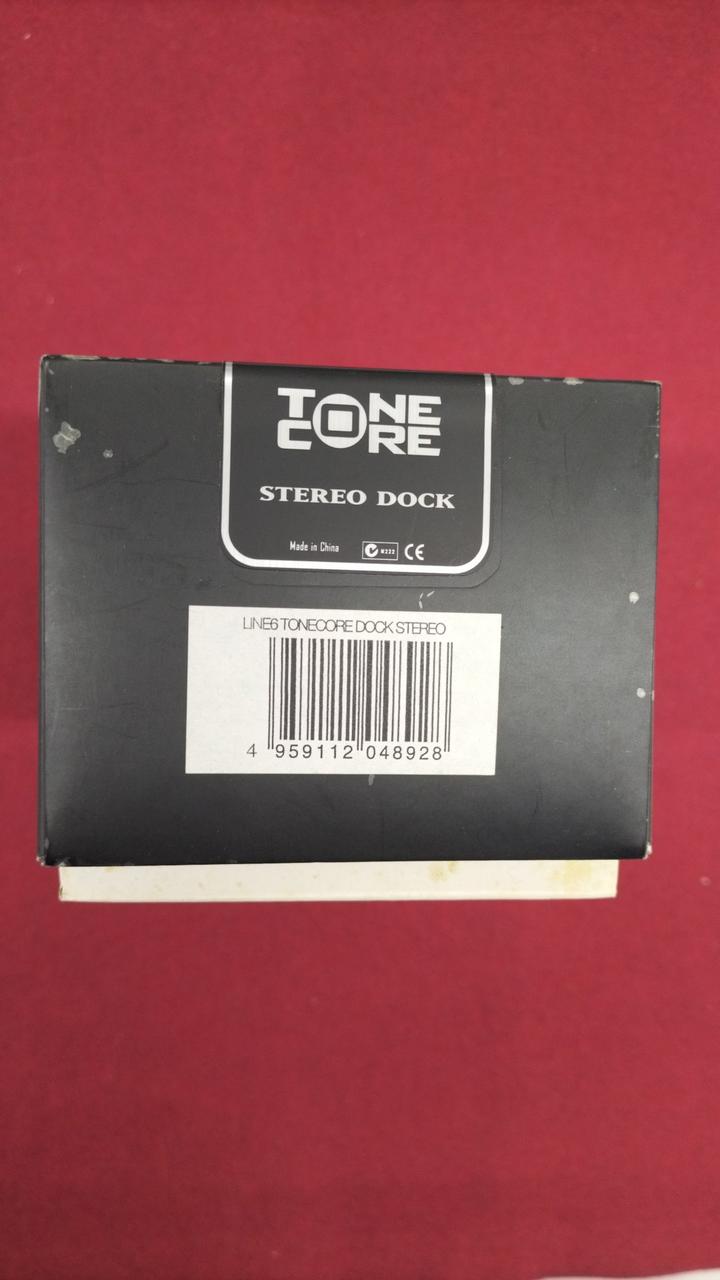 TONE
CORE
STEREO DOCK
Made in China N222 CE
LINE6 TONECORE DOCK STEREO
4 959112 048928